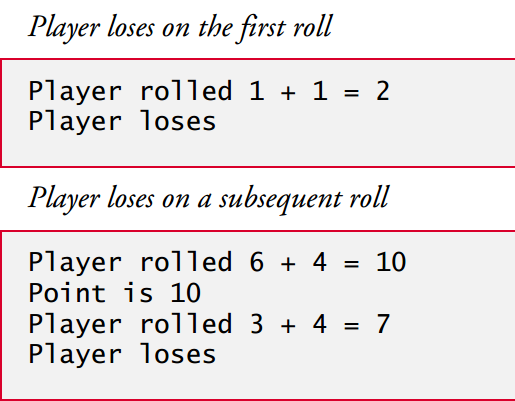 Player loses on the first roll
Player rolled 1 + 1 = 2
Player loses
Player loses on a subsequent roll
Player rolled 6 + 4 = 10
Point is 10
Player rolled 3 + 4 = 7
Player loses